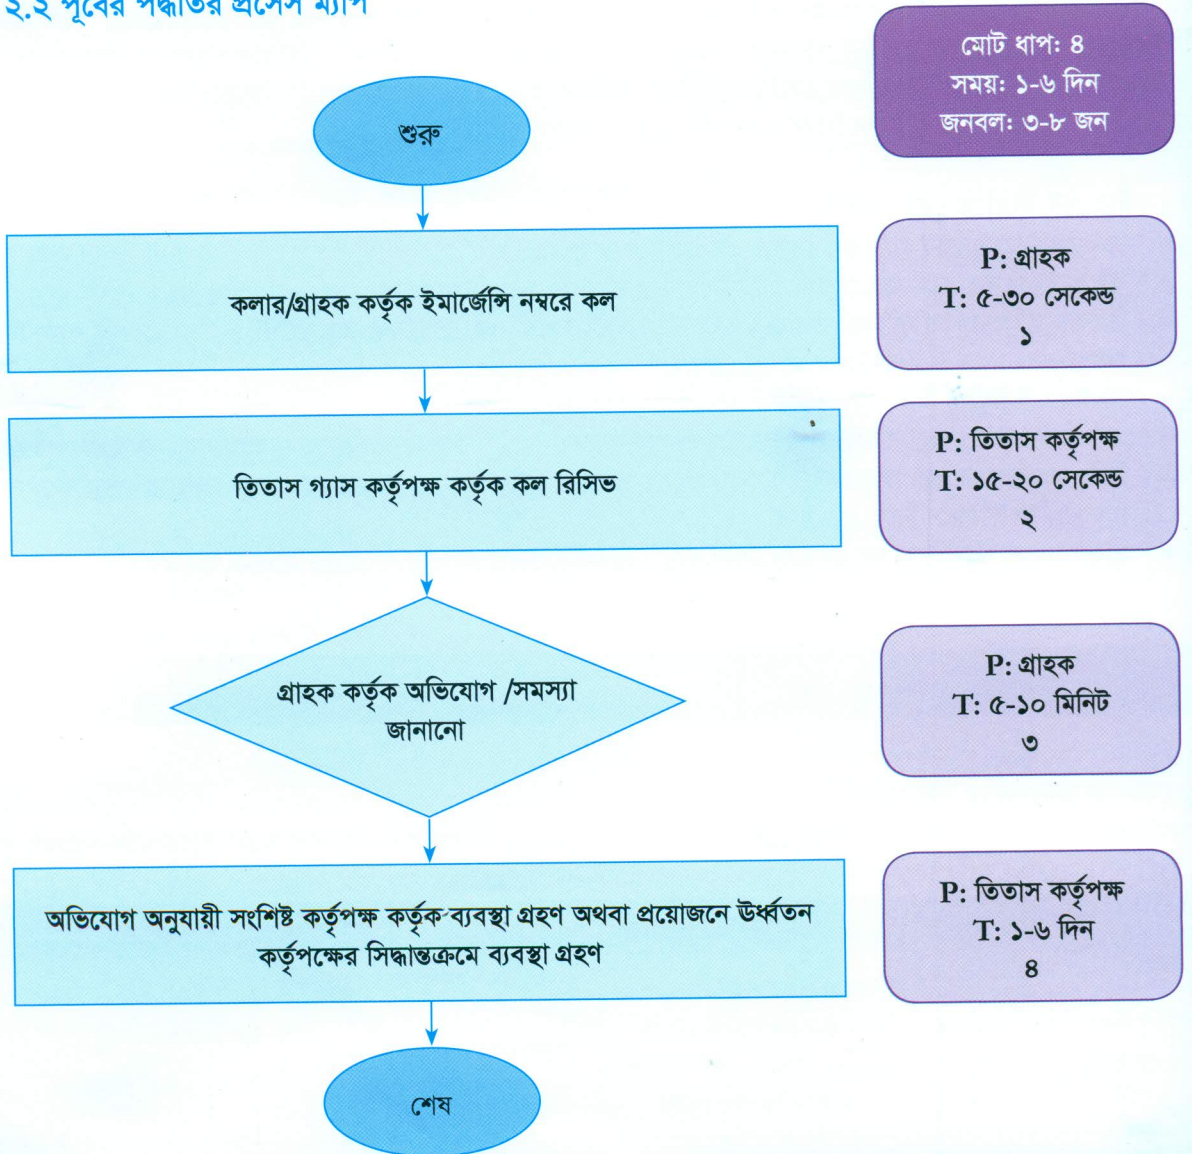 ২.২ পূর্বের পদ্ধতির প্রসেস ম্যাপ
মোট ধাপ: ৪
সময়: ১-৬ দিন
জনবল: ৩-৮ জন
শুরু
কলার/গ্রাহক কর্তৃক ইমার্জেন্সি নম্বরে কল
P: গ্রাহক
T: ৫-৩০ সেকেন্ড
১
তিতাস গ্যাস কর্তৃপক্ষ কর্তৃক কল রিসিভ
P: তিতাস কর্তৃপক্ষ
T: ১৫-২০ সেকেন্ড
২
গ্রাহক কর্তৃক অভিযোগ /সমস্যা
জানানো
P: গ্রাহক
T: ৫-১০ মিনিট
৩
অভিযোগ অনুযায়ী সংশিষ্ট কর্তৃপক্ষ কর্তৃক ব্যবস্থা গ্রহণ অথবা প্রয়োজনে ঊর্ধ্বতন
কর্তৃপক্ষের সিদ্ধান্তক্রমে ব্যবস্থা গ্রহণ
P: তিতাস কর্তৃপক্ষ
T: ১-৬ দিন
৪
শেষ